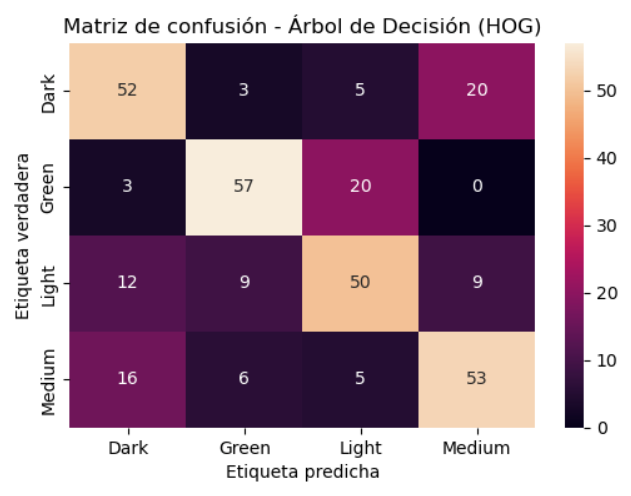 Matriz de confusión - Árbol de Decisión (HOG)
Etiqueta verdadera
Dark 52 3 5 20
Green 3 57 20 0
Light 12 9 50 9
Medium 16 6 5 53
Dark Green Light Medium
Etiqueta predicha
50
40
30
20
10
0